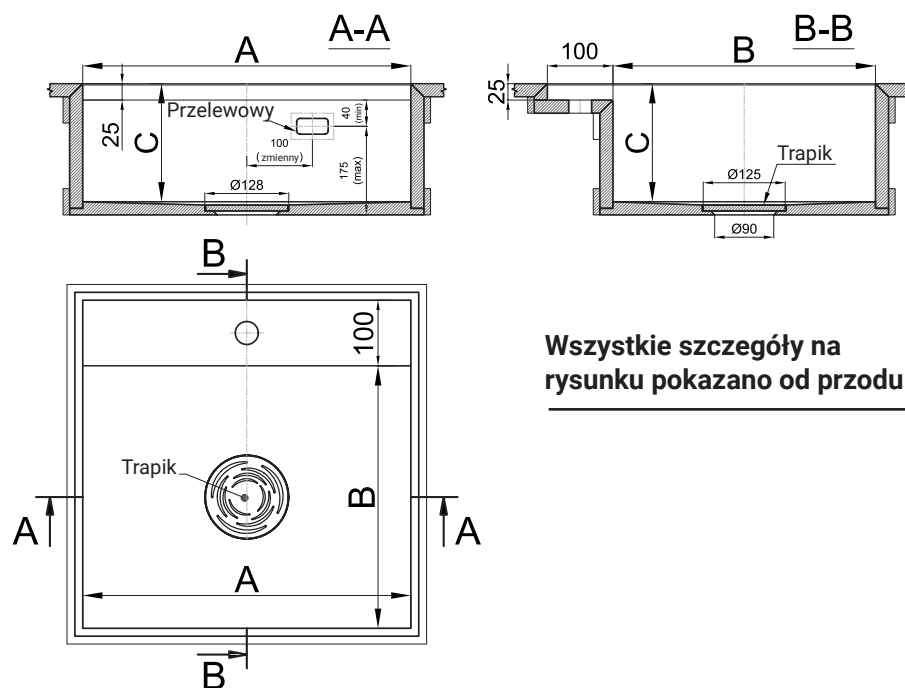 A-A
A
25
C
Przelewowy
100
(zmienny)
40
(min)
175
(max)
Ø128
B-B
100
B
25
C
Trapik
Ø125
Ø90
B
100
Trapik
B
A
A
A
B
Wszystkie szczegóły na
rysunku pokazano od przodu